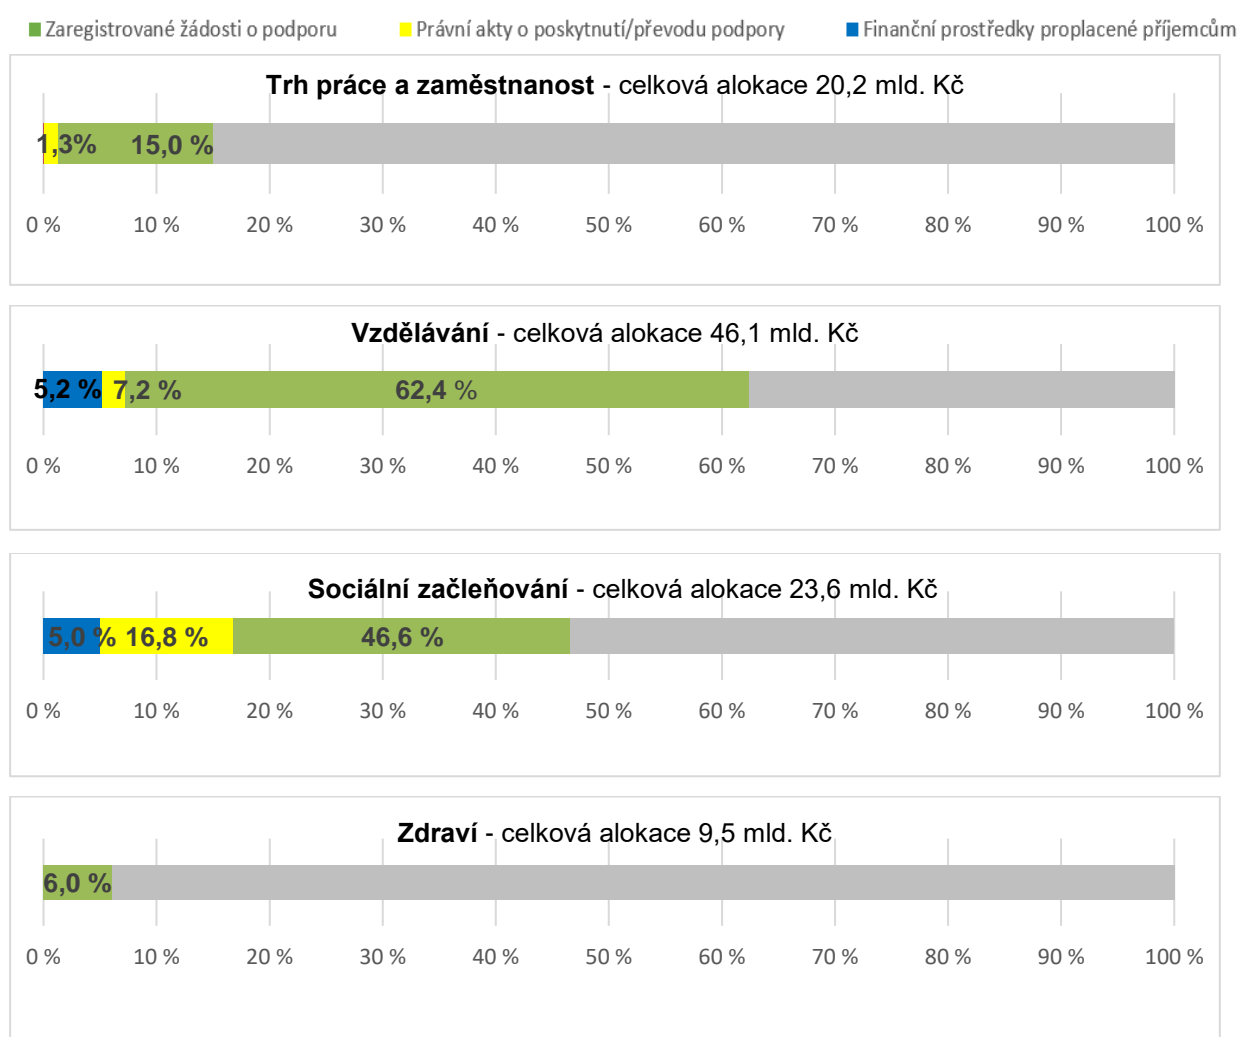 Zaregistrované žádosti o podporu Právní akty o poskytnutí/převodu podpory Finanční prostředky proplacené příjemcům
Trh práce a zaměstnanost - celková alokace 20,2 mld. Kč
1,3% 15,0 %
0 % 10 % 20 % 30 % 40 % 50 % 60 % 70 % 80 % 90 % 100 %
Vzdělávání - celková alokace 46,1 mld. Kč
5,2 % 7,2 % 62,4 %
0 % 10 % 20 % 30 % 40 % 50 % 60 % 70 % 80 % 90 % 100 %
Sociální začleňování - celková alokace 23,6 mld. Kč
5,0 % 16,8 % 46,6 %
0 % 10 % 20 % 30 % 40 % 50 % 60 % 70 % 80 % 90 % 100 %
Zdraví - celková alokace 9,5 mld. Kč
6,0 %
0 % 10 % 20 % 30 % 40 % 50 % 60 % 70 % 80 % 90 % 100 %